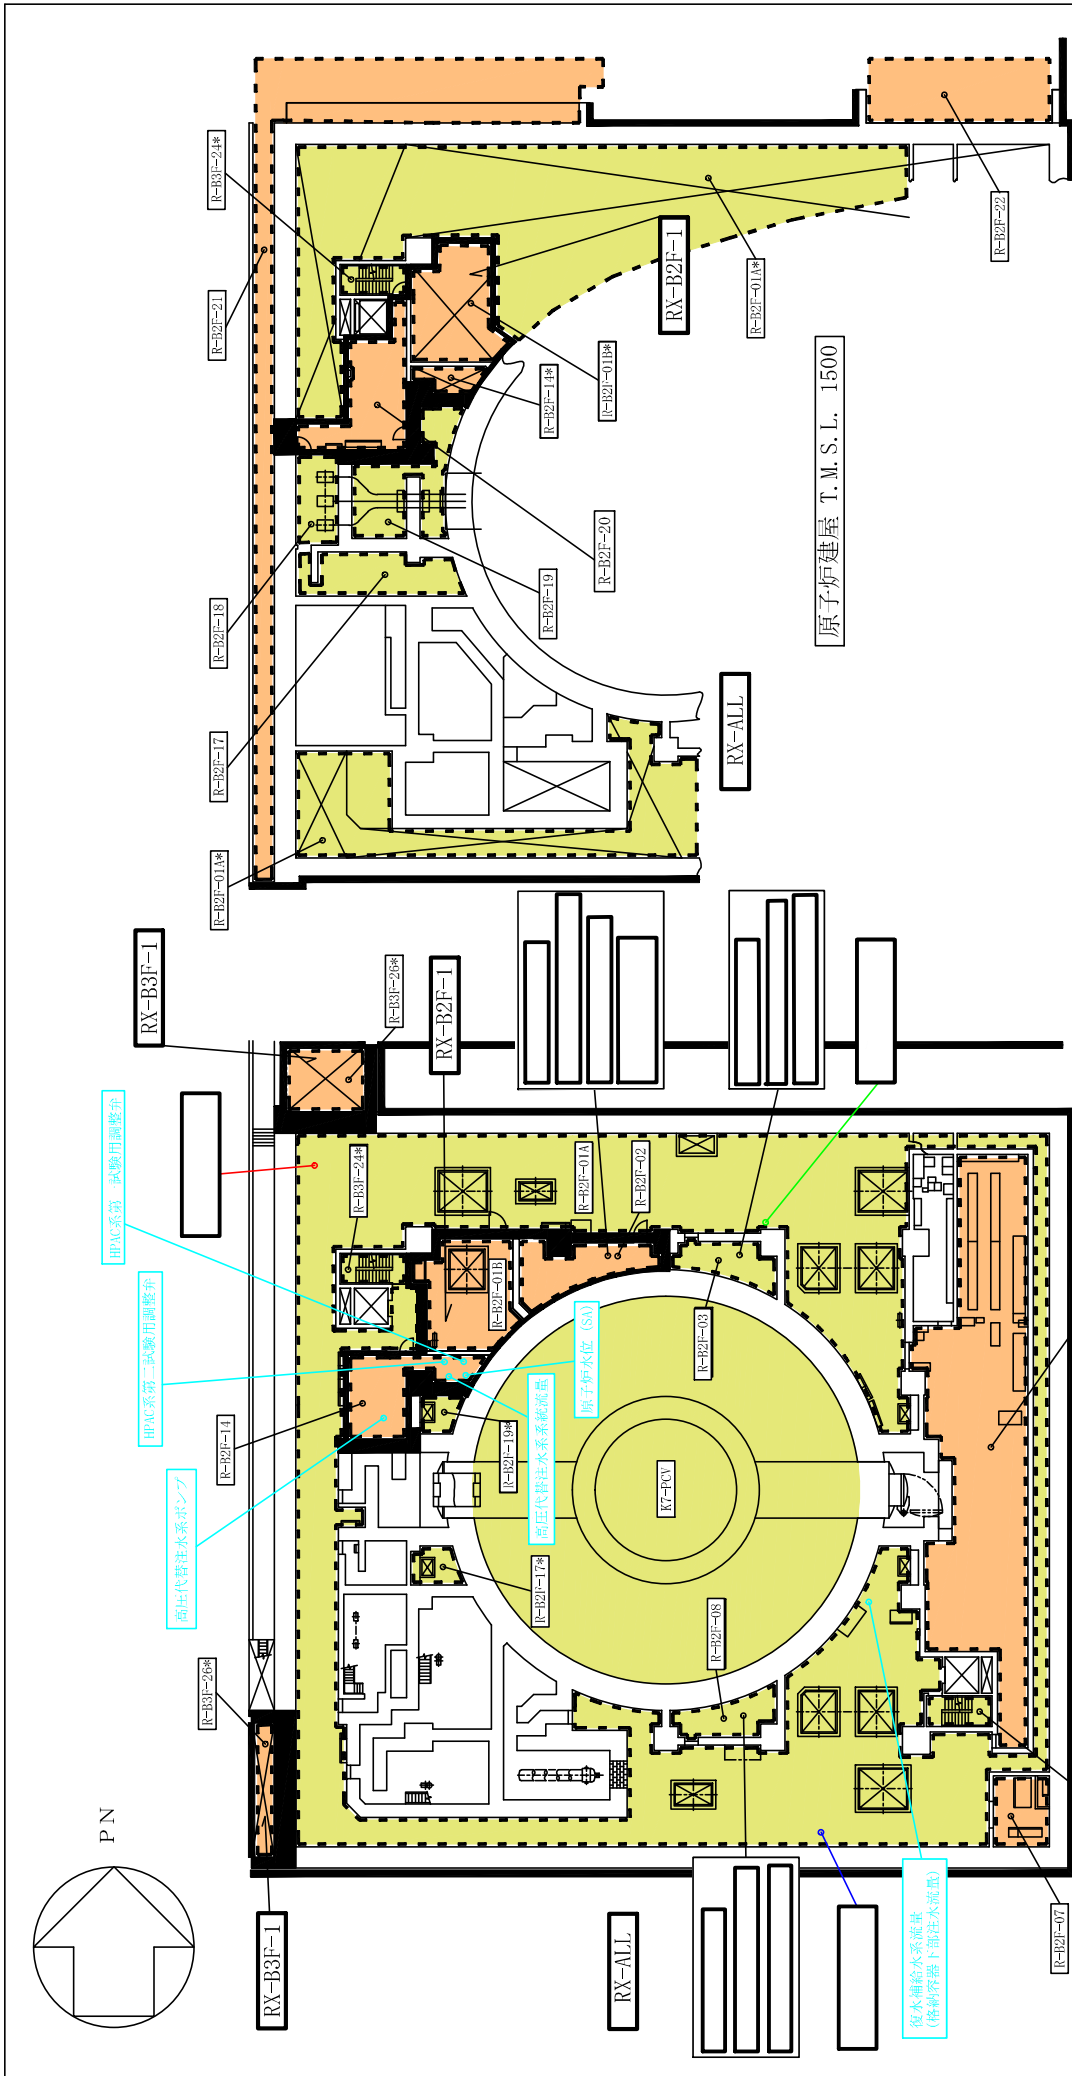 R-B3F-24*
R-B2F-21
R-B2F-22
RX-B2F-1
R-B2F-01A*
R-B2F-01B*
R-B2F-14*
R-B2F-20
R-B2F-19
R-B2F-18
R-B2F-17
R-B2F-01A*
原子炉建屋 T.M.S.L. 1500
RX-ALL
RX-B3F-1
R-B3F-26*
RX-B2F-1
HPAC系第一試験用調整弁
HPAC系第二試験用調整弁
R-B3F-24*
R-B2F-01A
R-B2F-02
R-B2F-01B
R-B2F-03
原子炉水位 (SA)
高圧代替注水系系統流量
R-B2F-19*
R-B2F-14
高圧代替注水系ポンプ
K7-PCV
R-B2F-17*
R-B2F-08
R-B3F-26*
PN
RX-B3F-1
RX-ALL
復水補給水系流量
(格納容器下部注水流量)
R-B2F-07